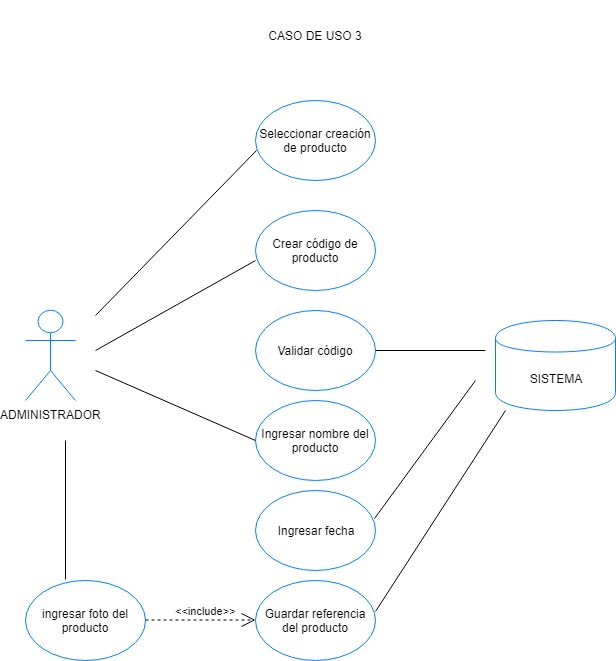 CASO DE USO 3
Seleccionar creación
de producto
Crear código de
producto
Validar código
SISTEMA
ADMINISTRADOR
Ingresar nombre del
producto
Ingresar fecha
ingresar foto del
producto
<<include>>
Guardar referencia
del producto